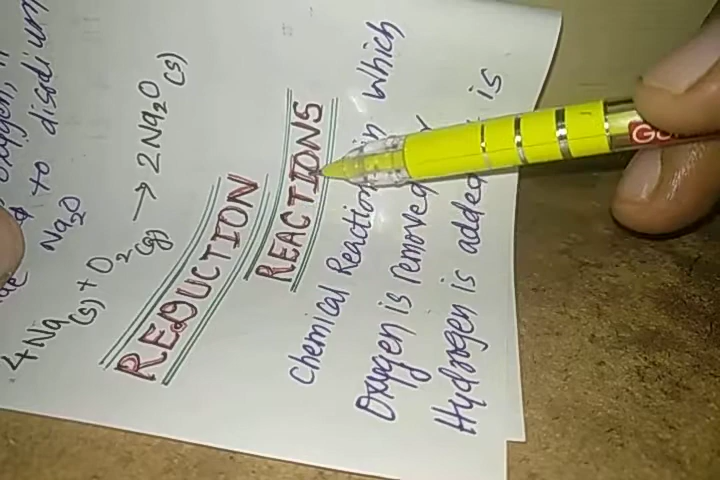 oxygen,
to disodium
Na2O
4Na(s) + O2(g) → 2Na2O(s)
REDUCTION
REACTIONS
Chemical Reaction in which
Oxygen is removed
Hydrogen is added is